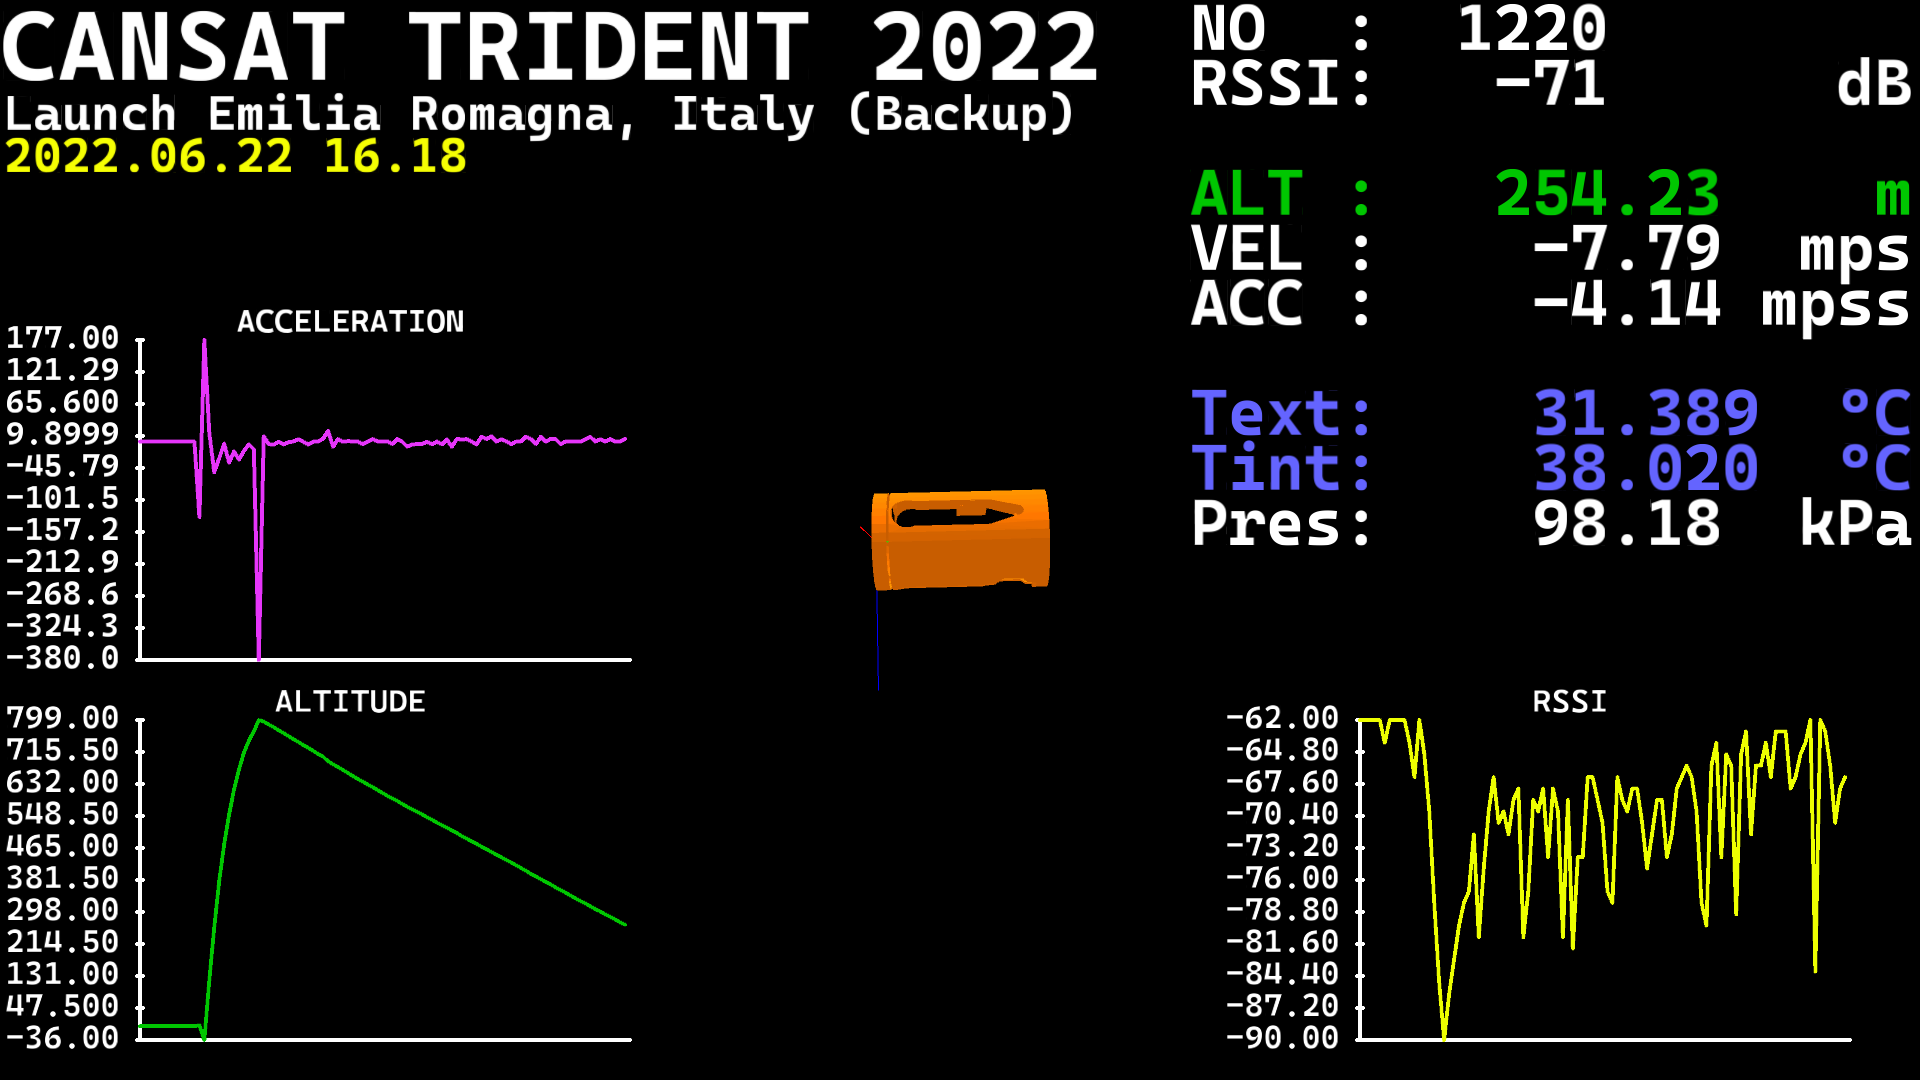 CANSAT TRIDENT 2022
Launch Emilia Romagna, Italy (Backup)
2022.06.22 16.18
NO : 1220
RSSI: -71 dB
ALT : 254.23 m
VEL : -7.79 mps
ACC : -4.14 mpss
Text: 31.389 °C
Tint: 38.020 °C
Pres: 98.18 kPa
ACCELERATION
177.00
121.29
65.600
9.8999
-45.79
-101.5
-157.2
-212.9
-268.6
-324.3
-380.0
ALTITUDE
799.00
715.50
632.00
548.50
465.00
381.50
298.00
214.50
131.00
47.500
-36.00
RSSI
-62.00
-64.80
-67.60
-70.40
-73.20
-76.00
-78.80
-81.60
-84.40
-87.20
-90.00